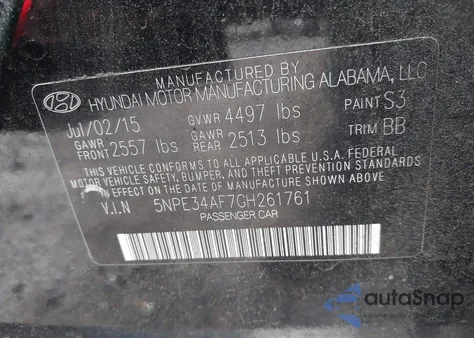 MANUFACTURED BY
HYUNDAI MOTOR MANUFACTURING ALABAMA, LLC
Jul/02/15 GVWR 4497 lbs PAINT S3
GAWR FRONT 2557 lbs GAWR REAR 2513 lbs TRIM BB
THIS VEHICLE CONFORMS TO ALL APPLICABLE U.S.A. FEDERAL
MOTOR VEHICLE SAFETY, BUMPER, AND THEFT STANDARDS
IN EFFECT ON THE DATE OF MANUFACTURE SHOWN ABOVE.
V.I.N 5NPE34AF7GH261761
PASSENGER CAR
autoSnap